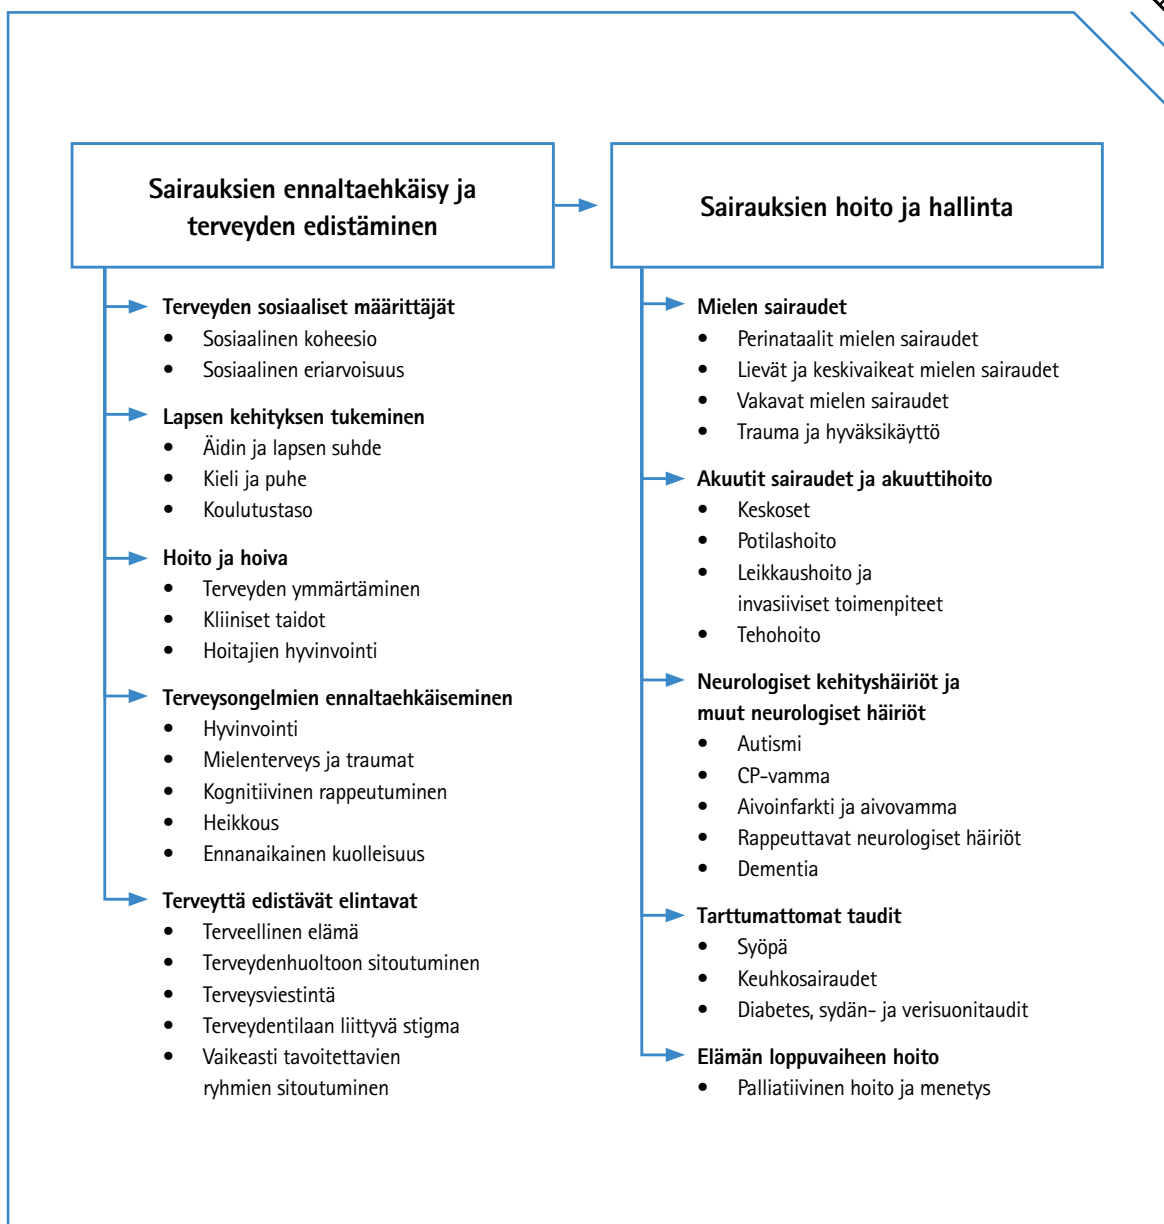 Sairauksien ennaltaehkäisy ja
terveyden edistäminen
Terveyden sosiaaliset määrittäjät
• Sosiaalinen koheesio
• Sosiaalinen eriarvoisuus
Lapsen kehityksen tukeminen
• Äidin ja lapsen suhde
• Kieli ja puhe
• Koulutustaso
Hoito ja hoiva
• Terveyden ymmärtäminen
• Kliiniset taidot
• Hoitajien hyvinvointi
Terveysongelmien ennaltaehkäiseminen
• Hyvinvointi
• Mielenterveys ja traumat
• Kognitiivinen rappeutuminen
• Heikkous
• Ennanaikainen kuolleisuus
Terveyttä edistävät elintavat
• Terveellinen elämä
• Terveydenhuoltoon sitoutuminen
• Terveysviestintä
• Terveydentilaan liittyvä stigma
• Vaikeasti tavoitettavien
ryhmien sitoutuminen
Sairauksien hoito ja hallinta
Mielen sairaudet
• Perinataalit mielen sairaudet
• Lievät ja keskivaikeat mielen sairaudet
• Vakavat mielen sairaudet
• Trauma ja hyväksikäyttö
Akuutit sairaudet ja akuuttihoito
• Keskoset
• Potilashoito
• Leikkaushoito ja
invasiiviset toimenpiteet
• Tehohoito
Neurologiset kehityshäiriöt ja
muut neurologiset häiriöt
• Autismi
• CP-vamma
• Aivoinfarkti ja aivovamma
• Rappeuttavat neurologiset häiriöt
• Dementia
Tarttumattomat taudit
• Syöpä
• Keuhkosairaudet
• Diabetes, sydän- ja verisuonitaudit
Elämän loppuvaiheen hoito
• Palliatiivinen hoito ja menetys